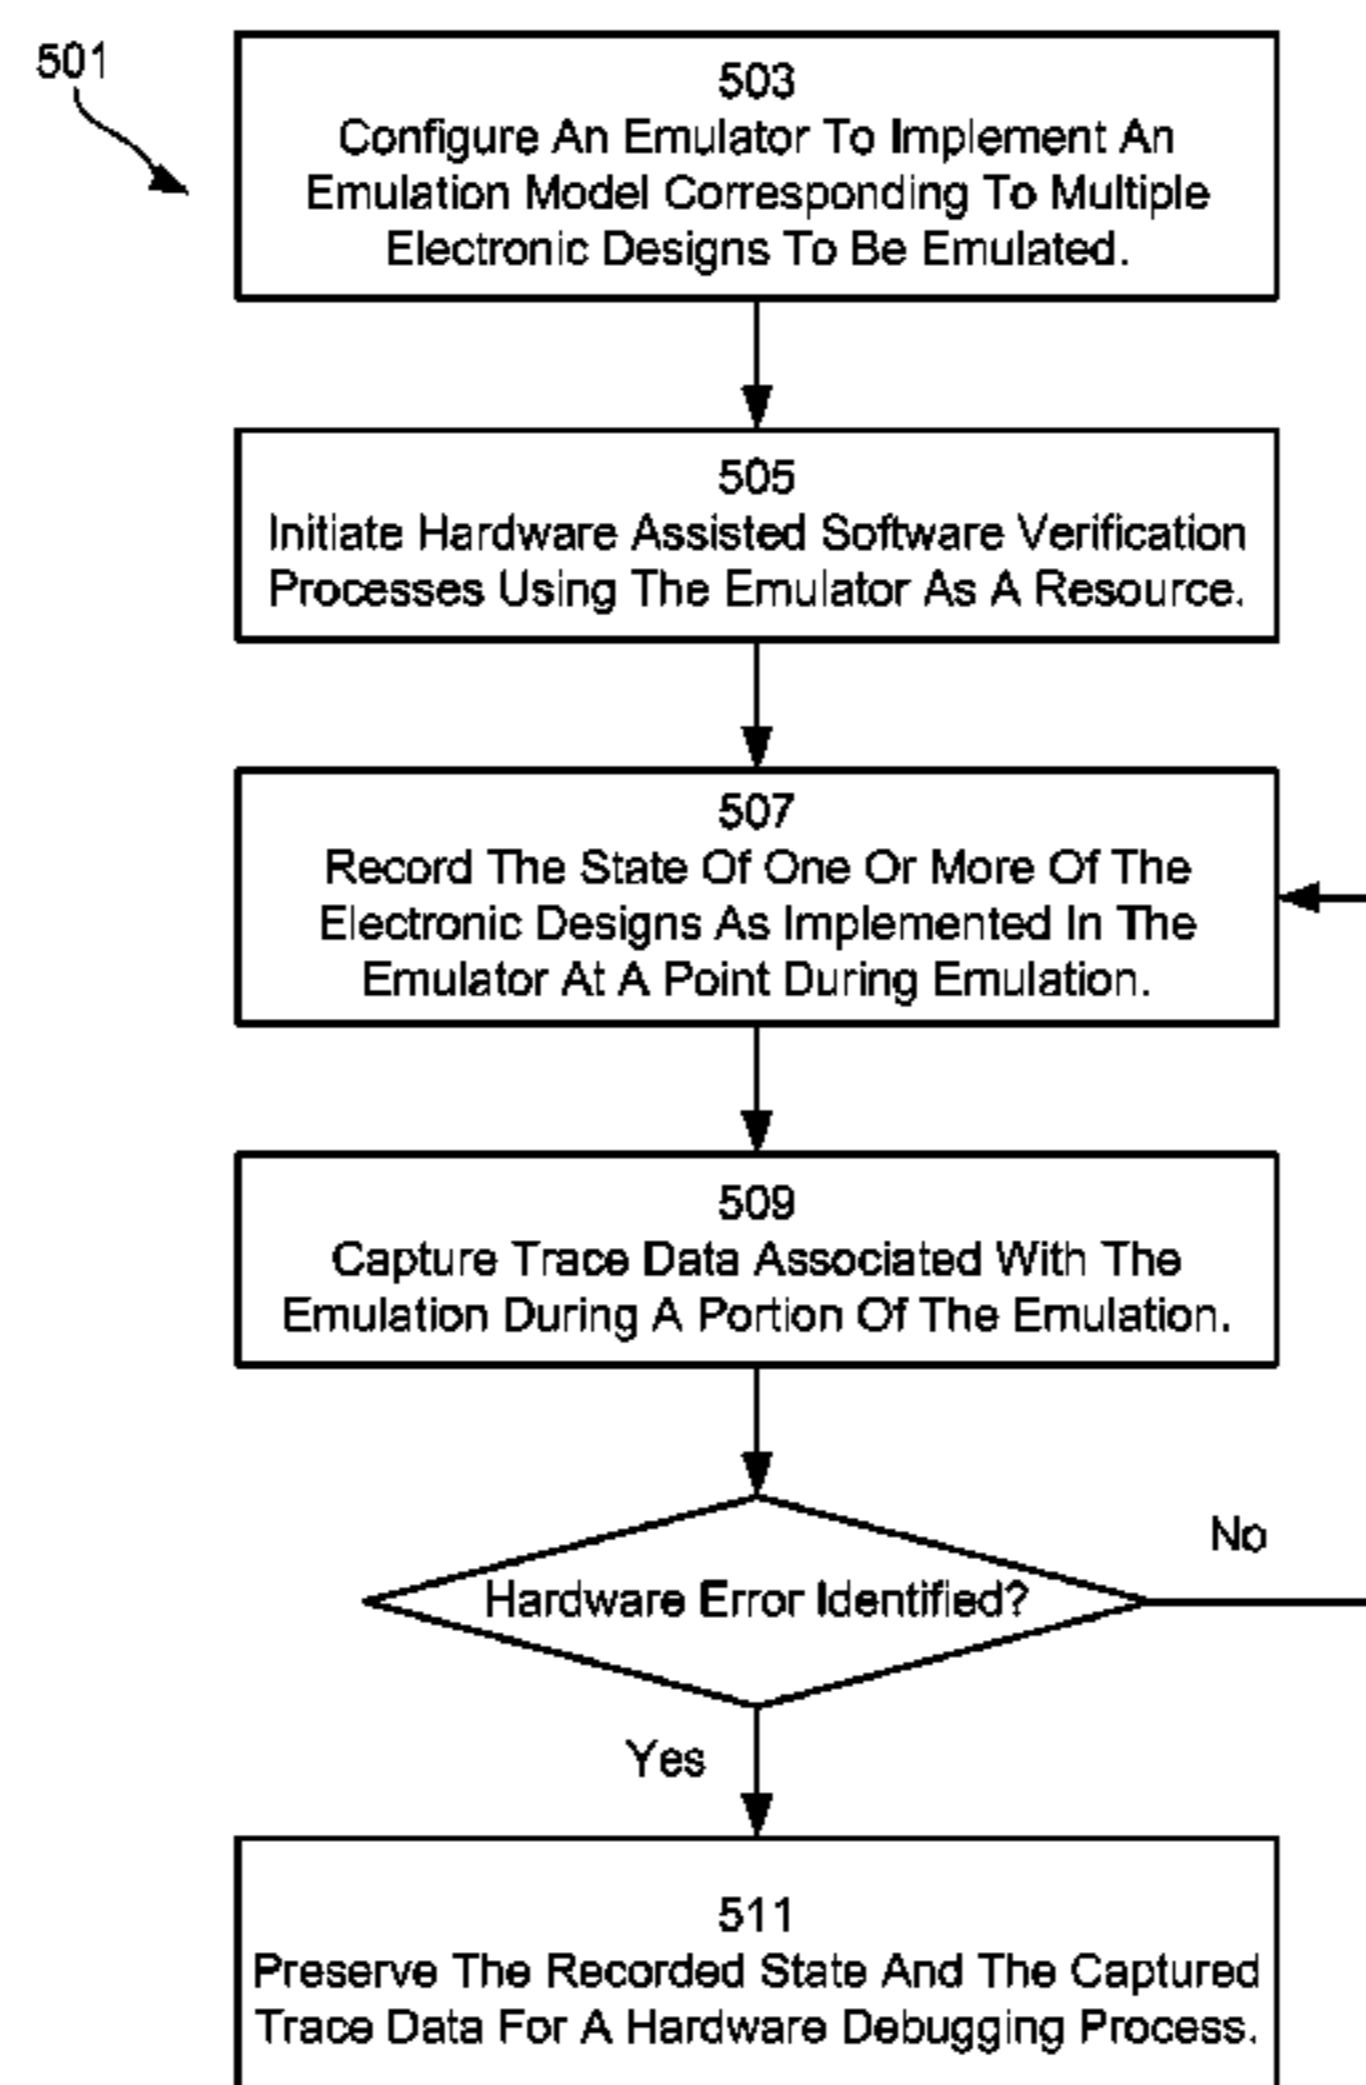 501
503
Configure An Emulator To Implement An
Emulation Model Corresponding To Multiple
Electronic Designs To Be Emulated.
505
Initiate Hardware Assisted Software Verification
Processes Using The Emulator As A Resource.
507
Record The State Of One Or More Of The
Electronic Designs As Implemented In The
Emulator At A Point During Emulation.
509
Capture Trace Data Associated With The
Emulation During A Portion Of The Emulation.
Hardware Error Identified?
No
Yes
511
Preserve The Recorded State And The Captured
Trace Data For A Hardware Debugging Process.